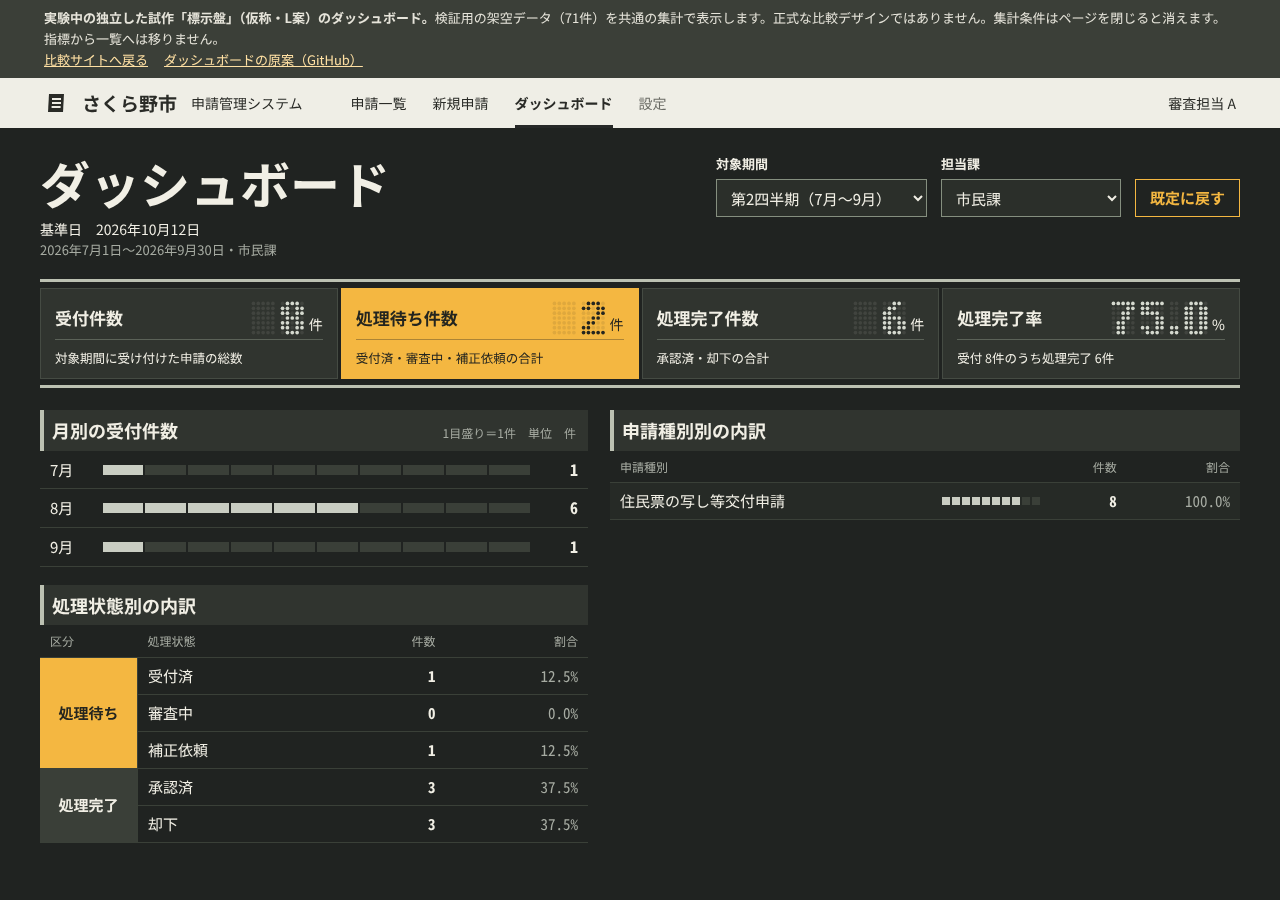 実験中の独立した試作「標示盤」（仮称・L案）のダッシュボード。検証用の架空データ（71件）を共通の集計で表示します。正式な比較デザインではありません。集計条件はページを閉じると消えます。
指標から一覧へは移りません。
比較サイトへ戻る ダッシュボードの原案（GitHub）
さくら野市 申請管理システム 申請一覧 新規申請 ダッシュボード 設定 審査担当 A
ダッシュボード
対象期間 担当課
第2四半期（7月〜9月） 市民課 既定に戻す
基準日 2026年10月12日
2026年7月1日〜2026年9月30日・市民課
受付件数 8 件
対象期間に受け付けた申請の総数
処理待ち件数 2 件
受付済・審査中・補正依頼の合計
処理完了件数 6 件
承認済・却下の合計
処理完了率 75.0 %
受付 8件のうち処理完了 6件
月別の受付件数 1目盛り＝1件 単位 件
7月 1
8月 6
9月 1
処理状態別の内訳
区分 処理状態 件数 割合
処理待ち
受付済 1 12.5%
審査中 0 0.0%
補正依頼 1 12.5%
処理完了
承認済 3 37.5%
却下 3 37.5%
申請種別別の内訳
申請種別 件数 割合
住民票の写し等交付申請 8 100.0%